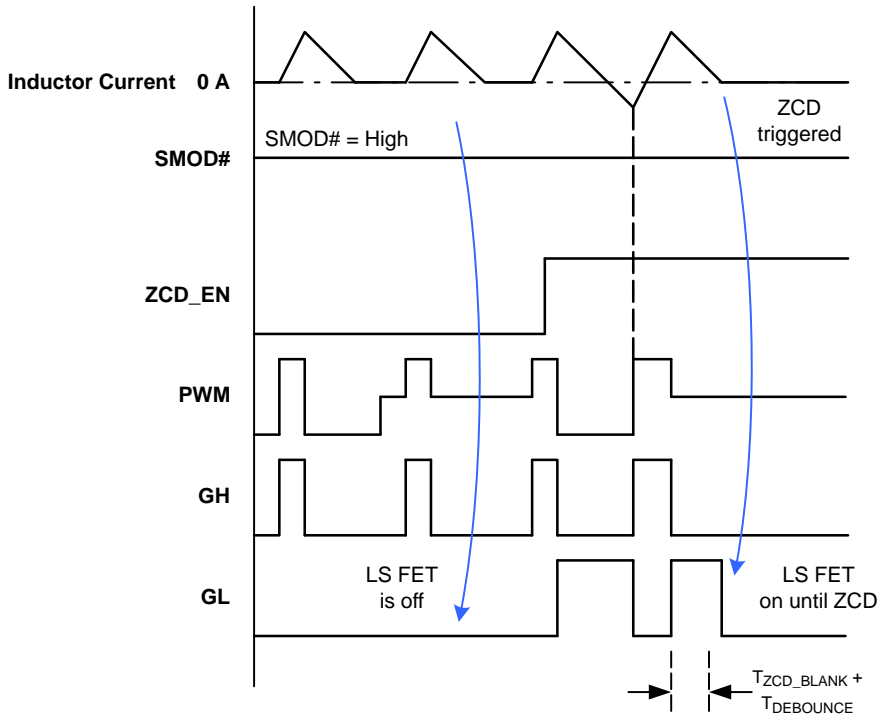 Inductor Current 0 A
ZCD
triggered
SMOD# = High
SMOD#
ZCD_EN
PWM
GH
LS FET
is off
LS FET
on until ZCD
GL
TZCD_BLANK +
TDEBOUNCE